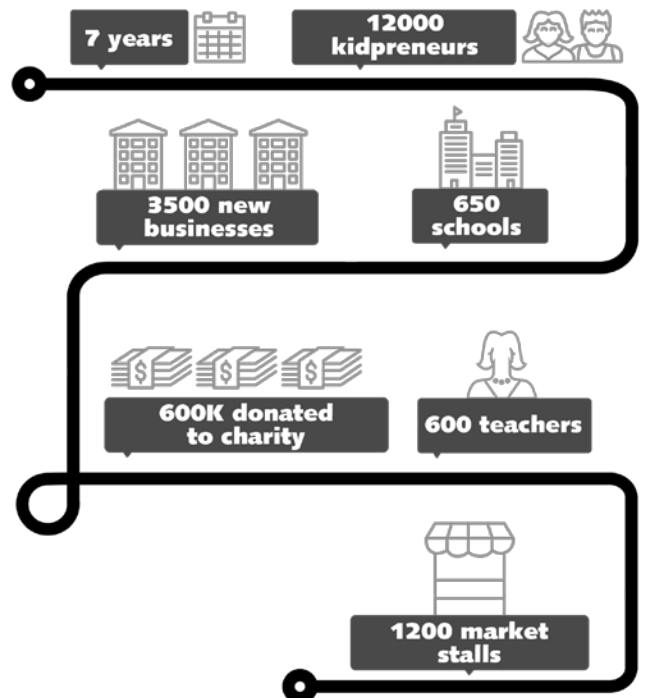 7 years
12000
kidpreneurs
3500 new
businesses
650
schools
$ $ $
600K donated
to charity
600 teachers
1200 market
stalls